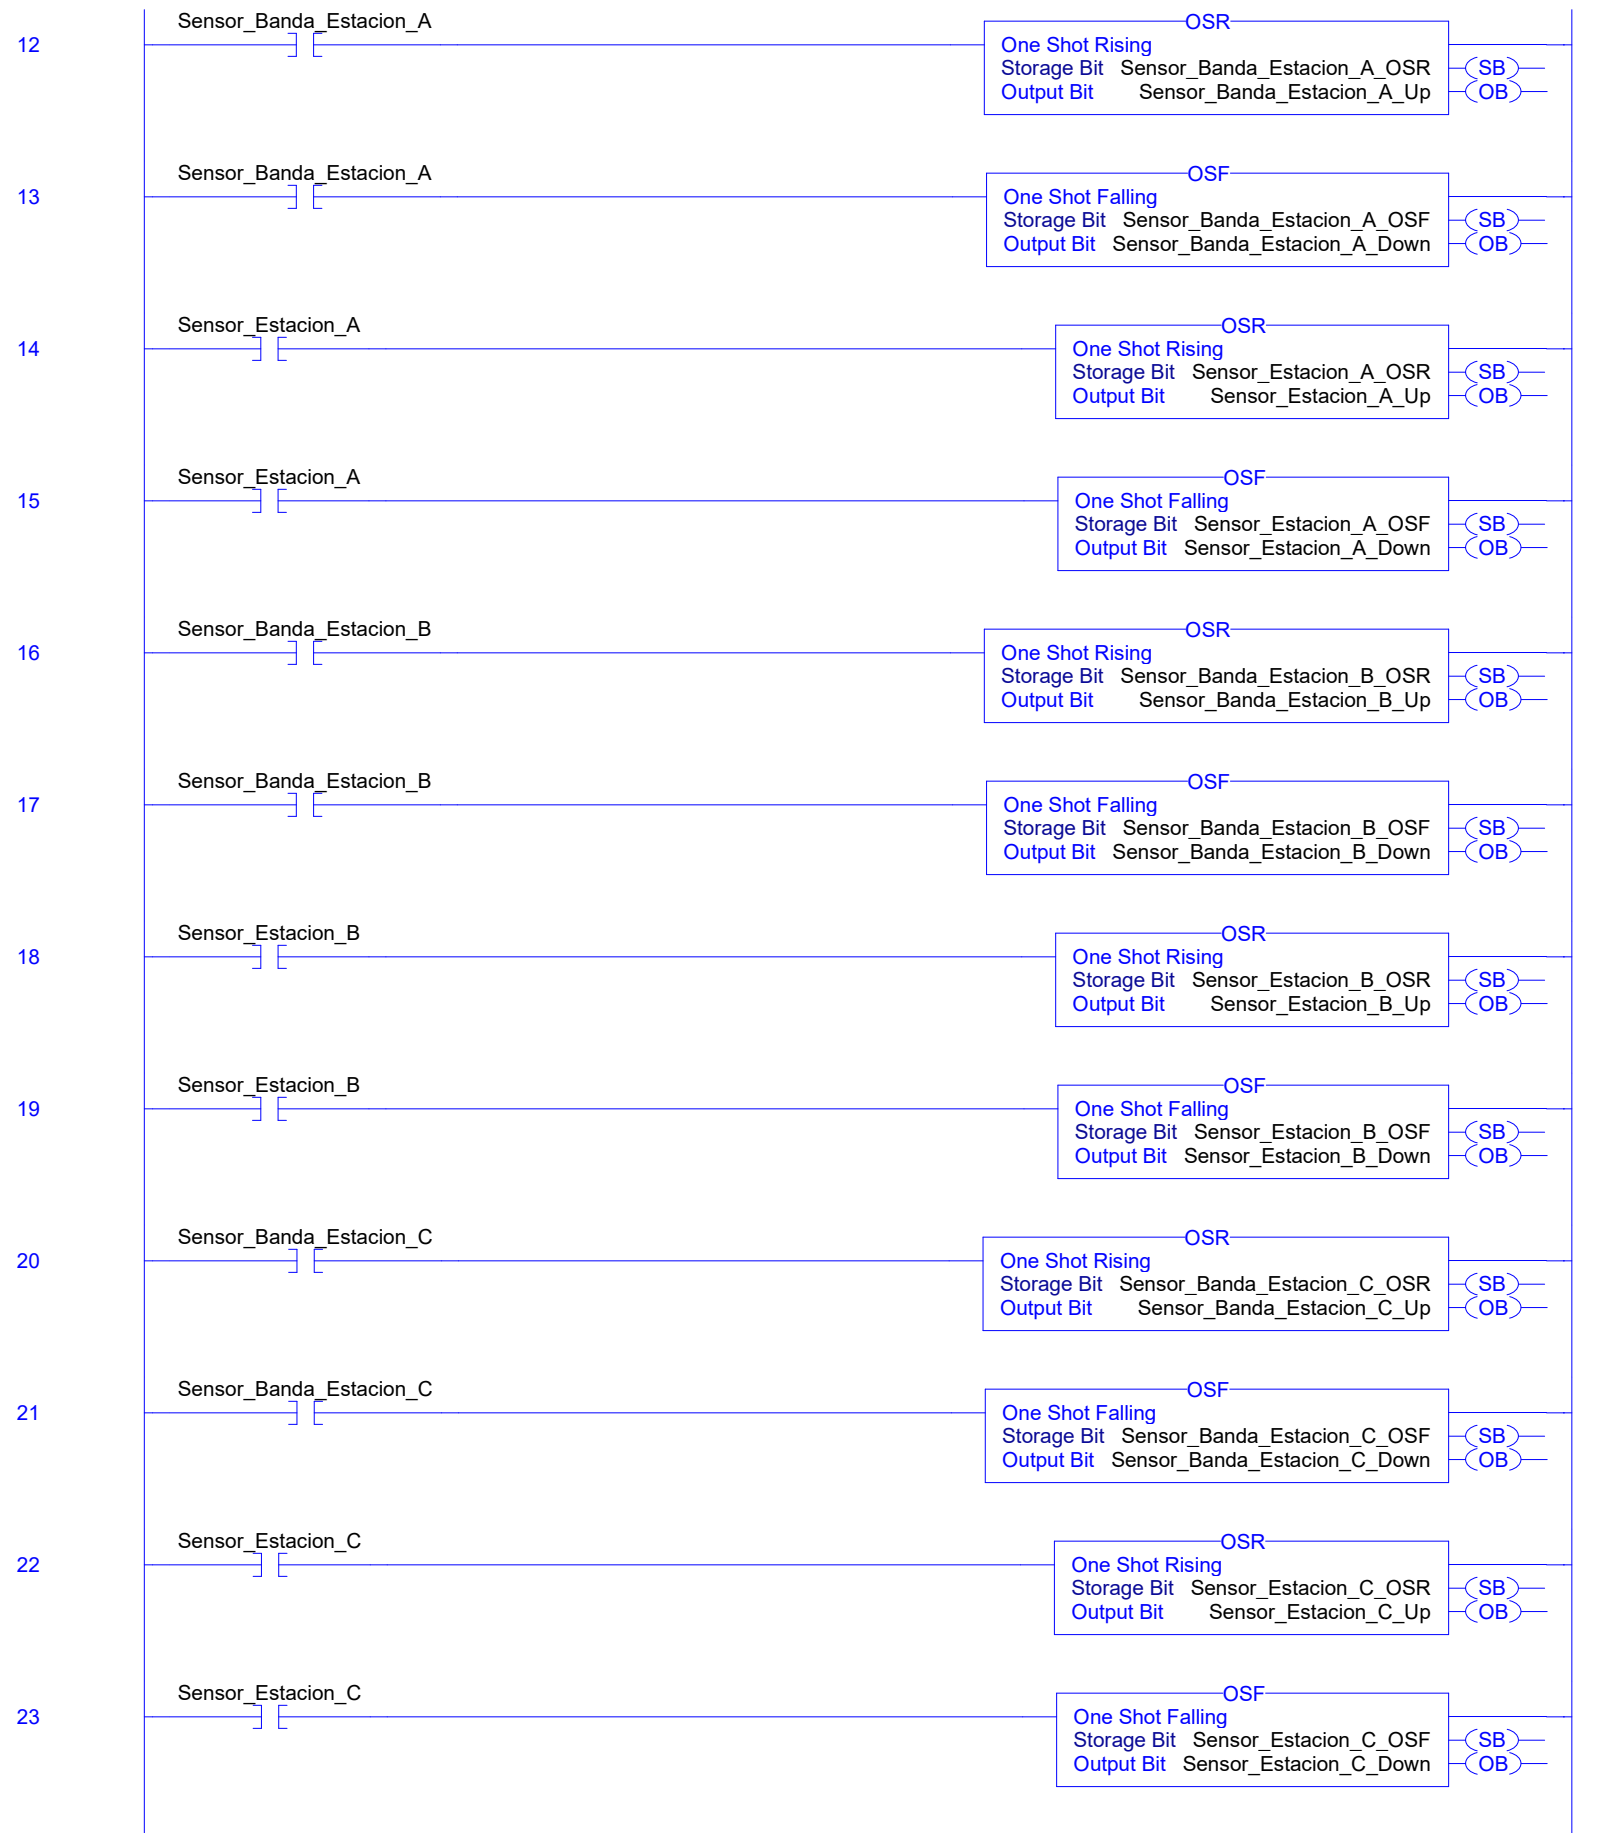 Sensor_Banda_Estacion_A
OSR
12
One Shot Rising
Storage Bit Sensor_Banda_Estacion_A_OSR
SB
Output Bit Sensor_Banda_Estacion_A_Up
OB
Sensor_Banda_Estacion_A
OSF
13
One Shot Falling
Storage Bit Sensor_Banda_Estacion_A_OSF
SB
Output Bit Sensor_Banda_Estacion_A_Down
OB
Sensor_Estacion_A
OSR
14
One Shot Rising
Storage Bit Sensor_Estacion_A_OSR
SB
Output Bit Sensor_Estacion_A_Up
OB
Sensor_Estacion_A
OSF
15
One Shot Falling
Storage Bit Sensor_Estacion_A_OSF
SB
Output Bit Sensor_Estacion_A_Down
OB
Sensor_Banda_Estacion_B
OSR
16
One Shot Rising
Storage Bit Sensor_Banda_Estacion_B_OSR
SB
Output Bit Sensor_Banda_Estacion_B_Up
OB
Sensor_Banda_Estacion_B
OSF
17
One Shot Falling
Storage Bit Sensor_Banda_Estacion_B_OSF
SB
Output Bit Sensor_Banda_Estacion_B_Down
OB
Sensor_Estacion_B
OSR
18
One Shot Rising
Storage Bit Sensor_Estacion_B_OSR
SB
Output Bit Sensor_Estacion_B_Up
OB
Sensor_Estacion_B
OSF
19
One Shot Falling
Storage Bit Sensor_Estacion_B_OSF
SB
Output Bit Sensor_Estacion_B_Down
OB
Sensor_Banda_Estacion_C
OSR
20
One Shot Rising
Storage Bit Sensor_Banda_Estacion_C_OSR
SB
Output Bit Sensor_Banda_Estacion_C_Up
OB
Sensor_Banda_Estacion_C
OSF
21
One Shot Falling
Storage Bit Sensor_Banda_Estacion_C_OSF
SB
Output Bit Sensor_Banda_Estacion_C_Down
OB
Sensor_Estacion_C
OSR
22
One Shot Rising
Storage Bit Sensor_Estacion_C_OSR
SB
Output Bit Sensor_Estacion_C_Up
OB
Sensor_Estacion_C
OSF
23
One Shot Falling
Storage Bit Sensor_Estacion_C_OSF
SB
Output Bit Sensor_Estacion_C_Down
OB